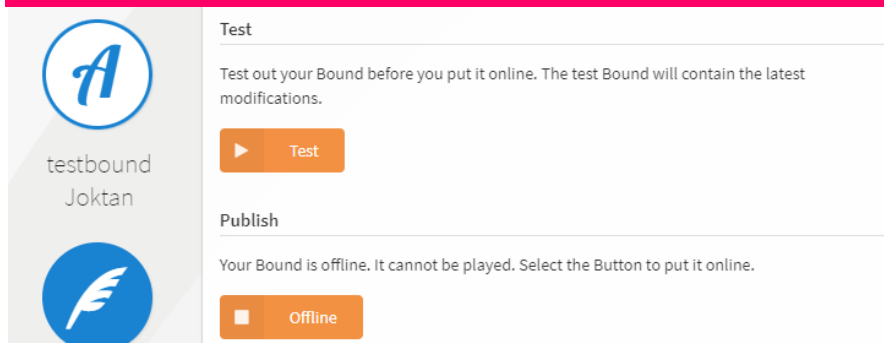 A
testbound
Joktan
Test
Test out your Bound before you put it online. The test Bound will contain the latest
modifications.
Test
Publish
Your Bound is offline. It cannot be played. Select the Button to put it online.
Offline